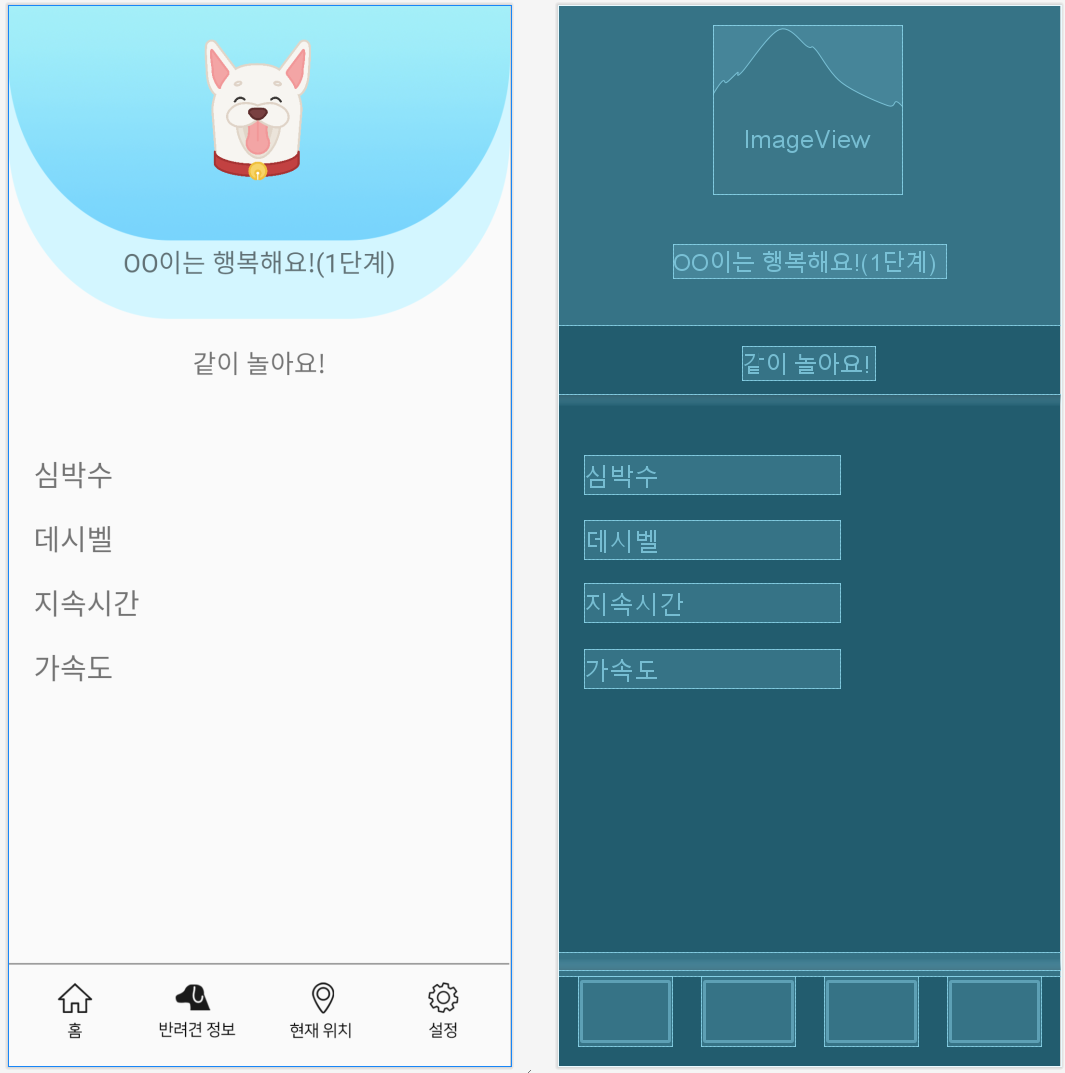 OO이는 행복해요!(1단계)
같이 놀아요!
심박수
데시벨
지속시간
가속도
홈
반려견 정보
현재 위치
설정
ImageView
OO이는 행복해요!(1단계)
같이 놀아요!
심박수
데시벨
지속시간
가속도